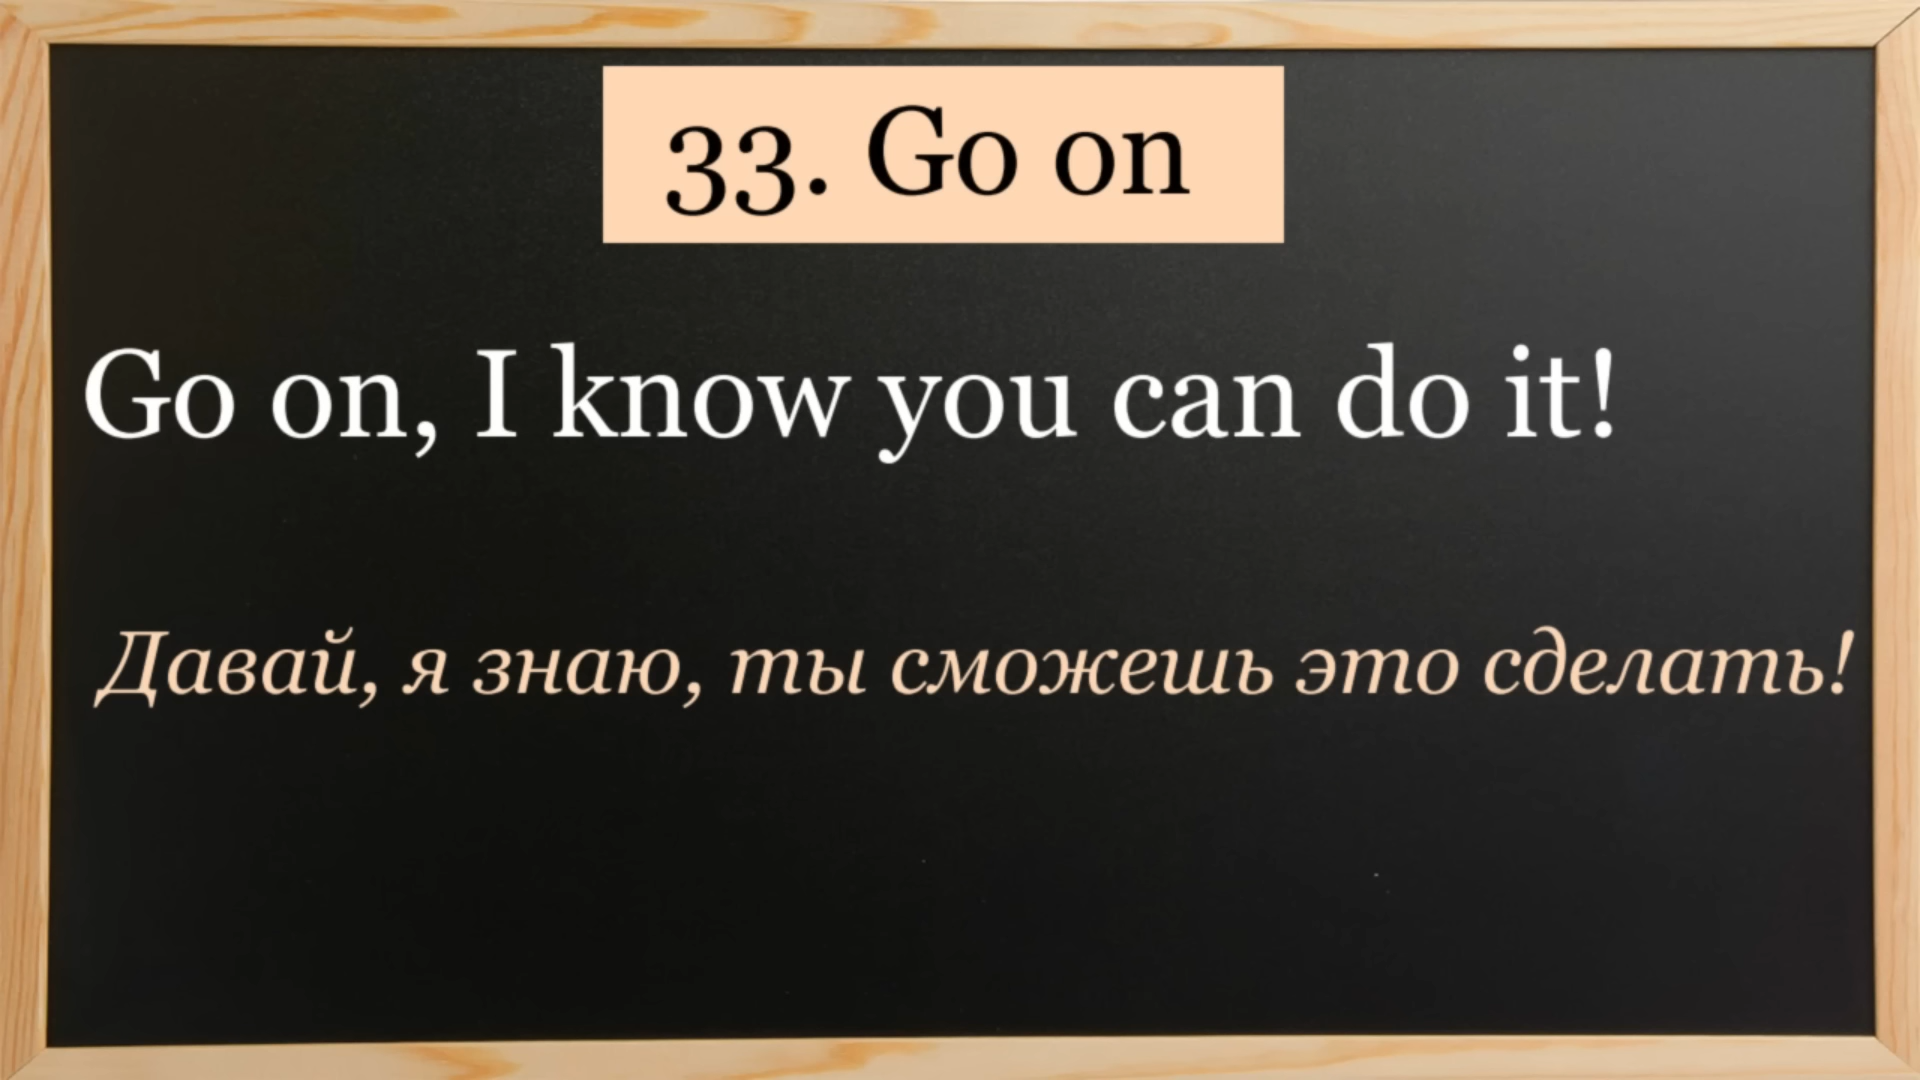 33. Go on
Go on, I know you can do it!
Давай, я знаю, ты сможешь это сделать!